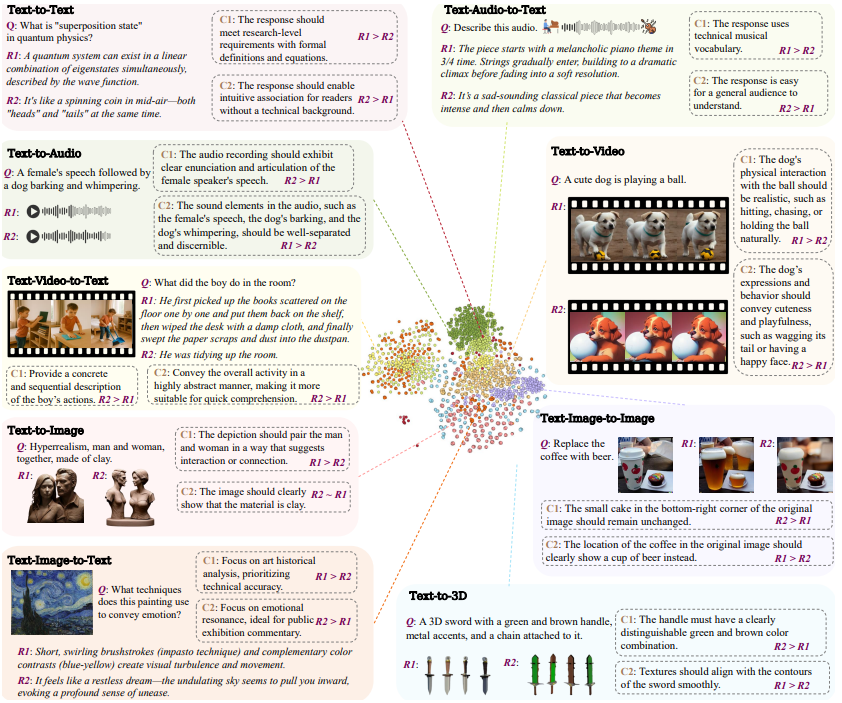 Text-to-Text
Q: What is "superposition state"
in quantum physics?
R1: A quantum system can exist in a linear
combination of eigenstates simultaneously,
described by the wave function.
R2: It's like a spinning coin in mid-air—both
"heads" and "tails" at the same time.
C1: The response should
meet research-level
requirements with formal
definitions and equations.
R1 > R2
C2: The response should enable
intuitive association for readers
without a technical background.
R2 > R1
Text-Audio-to-Text
Q: Describe this audio.
R1: The piece starts with a melancholic piano theme in
3/4 time. Strings gradually enter, building to a dramatic
climax before fading into a soft resolution.
R2: It's a sad-sounding classical piece that becomes
intense and then calms down.
C1: The response uses
technical musical
vocabulary.
R1 > R2
C2: The response is easy
for a general audience to
understand.
R2 > R1
Text-to-Audio
Q: A female's speech followed by
a dog barking and whimpering.
R1:
R2:
C1: The audio recording should exhibit
clear enunciation and articulation of the
female speaker's speech. R2 > R1
C2: The sound elements in the audio, such as
the female's speech, the dog's barking, and the
dog's whimpering, should be well-separated
and discernible. R1 > R2
Text-to-Video
Q: A cute dog is playing a ball.
R1:
R2:
C1: The dog's
physical interaction
with the ball should
be realistic, such as
hitting, chasing, or
holding the ball
naturally. R1 > R2
C2: The dog's
expressions and
behavior should
convey cuteness
and playfulness,
such as wagging its
tail or having a
happy face. R2 > R1
Text-Video-to-Text
Q: What did the boy do in the room?
R1: He first picked up the books scattered on the
floor one by one and put them back on the shelf,
then wiped the desk with a damp cloth, and finally
swept the paper scraps and dust into the dustpan.
R2: He was tidying up the room.
C1: Provide a concrete
and sequential description
of the boy's actions. R2 > R1
C2: Convey the overall activity in a
highly abstract manner, making it more
suitable for quick comprehension. R2 > R1
Text-to-Image
Q: Hyperrealism, man and woman,
together, made of clay.
R1:
R2:
C1: The depiction should pair the man
and woman in a way that suggests
interaction or connection. R1 > R2
C2: The image should clearly
show that the material is clay.
R2 ~ R1
Text-Image-to-Image
Q: Replace the
coffee with beer.
R1:
R2:
C1: The small cake in the bottom-right corner of the original
image should remain unchanged. R2 > R1
C2: The location of the coffee in the original image should
clearly show a cup of beer instead. R1 > R2
Text-Image-to-Text
Q: What techniques
does this painting use
to convey emotion?
C1: Focus on art historical
analysis, prioritizing
technical accuracy.
R1 > R2
C2: Focus on emotional
resonance, ideal for public
exhibition commentary.
R2 > R1
R1: Short, swirling brushstrokes (impasto technique) and complementary color
contrasts (blue-yellow) create visual turbulence and movement.
R2: It feels like a restless dream—the undulating sky seems to pull you inward,
evoking a profound sense of unease.
Text-to-3D
Q: A 3D sword with a green and brown handle,
metal accents, and a chain attached to it.
R1:
R2:
C1: The handle must have a clearly
distinguishable green and brown color
combination. R2 > R1
C2: Textures should align with the contours
of the sword smoothly. R1 > R2